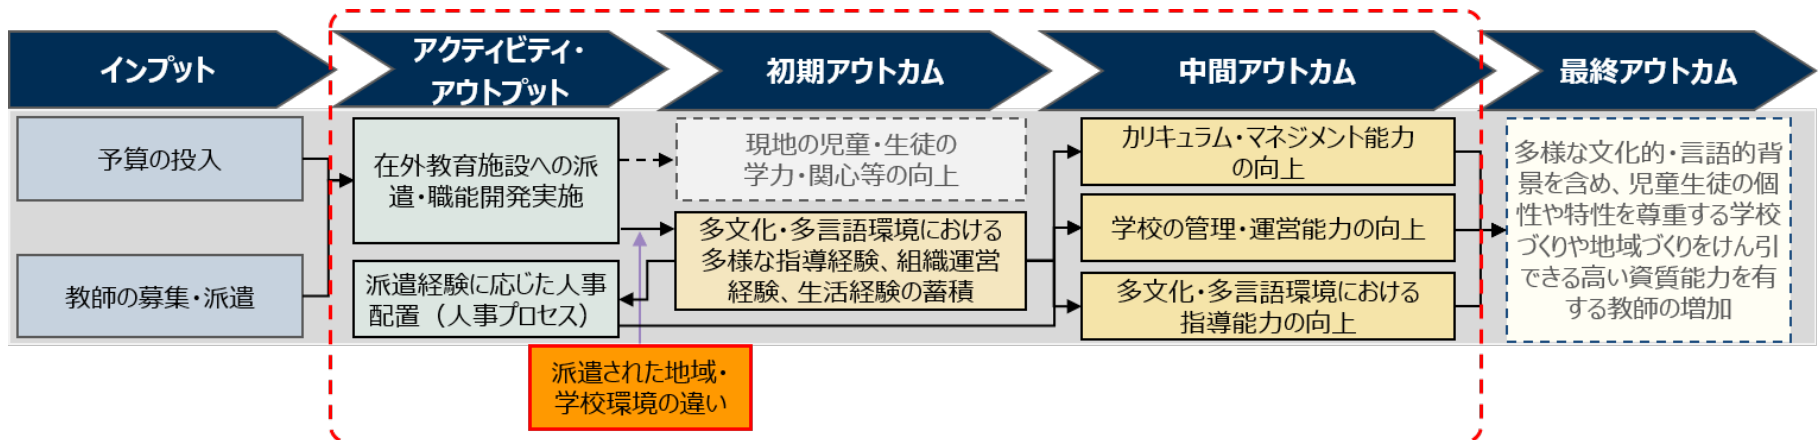 インプット
アクティビティ・
アウトプット
初期アウトカム
中間アウトカム
最終アウトカム
予算の投入
教師の募集・派遣
在外教育施設への派
遣・職能開発実施
派遣経験に応じた人事
配置（人事プロセス）
現地の児童・生徒の
学力・関心等の向上
多文化・多言語環境における
多様な指導経験、組織運営
経験、生活経験の蓄積
カリキュラム・マネジメント能力
の向上
学校の管理・運営能力の向上
多文化・多言語環境における
指導能力の向上
多様な文化的・言語的背
景を含め、児童生徒の個
性や特性を尊重する学校
づくりや地域づくりをけん引
できる高い資質能力を有
する教師の増加
派遣された地域・
学校環境の違い